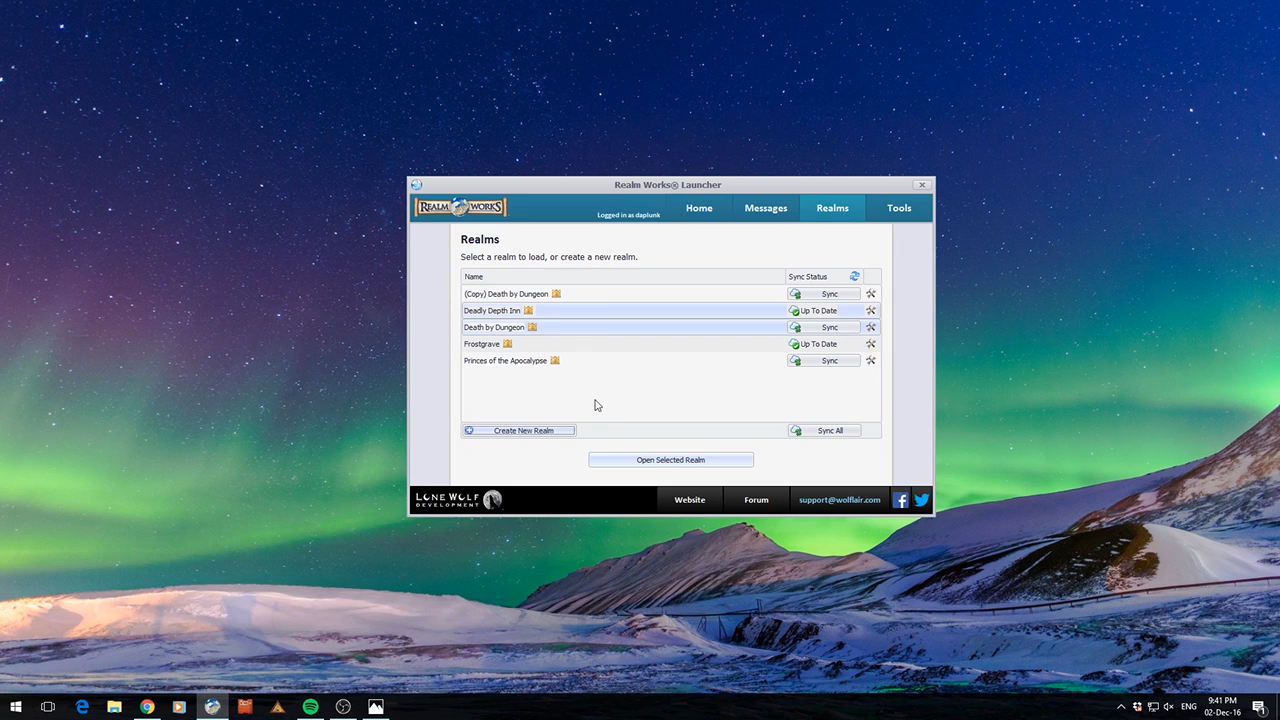 Realm Works® Launcher
REALM WORKS
Logged in as daplunk
Home
Messages
Realms
Tools
Realms
Select a realm to load, or create a new realm.
Name
Sync Status
(Copy) Death by Dungeon
Sync
Deadly Depth Inn
Up To Date
Death by Dungeon
Sync
Frostgrave
Up To Date
Princes of the Apocalypse
Sync
Create New Realm
Sync All
Open Selected Realm
LONE WOLF
DEVELOPMENT
Website
Forum
support@wolflair.com
ENG
9:41 PM
02-Dec-16
1